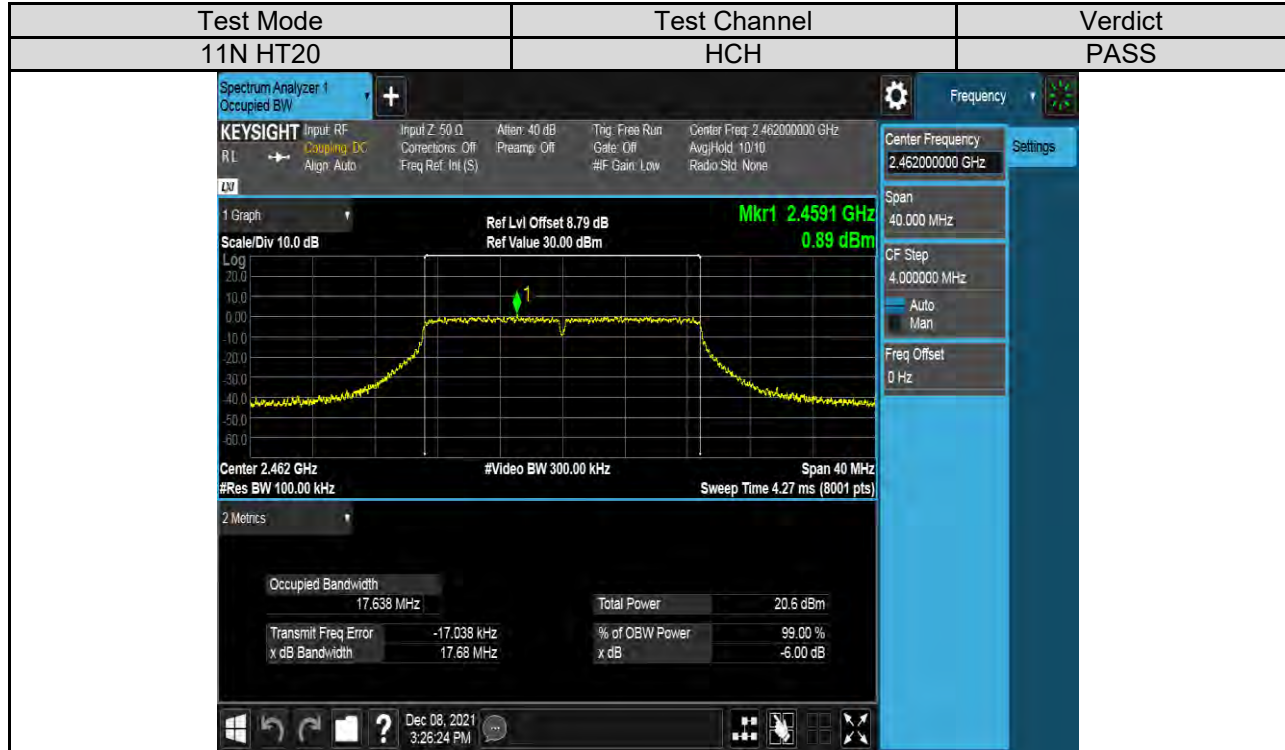 Test Mode Test Channel Verdict
11N HT20 HCH PASS
Spectrum Analyzer 1
Occupied BW
+
Frequency
KEYSIGHT Input: RF Input Z: 50 Ω Atten: 40 dB Trig: Free Run Center Freq: 2.462000000 GHz
RL Coupling: DC Corrections: Off Preamp: Off Gate: Off Avg|Hold: 10/10
Align: Auto Freq Ref: Int (S) #IF Gain: Low Radio Std: None
LXI
Center Frequency
2.462000000 GHz
Settings
Span
40.000 MHz
CF Step
4.000000 MHz
Auto
Man
Freq Offset
0 Hz
1 Graph Ref Lvl Offset 8.79 dB Mkr1 2.4591 GHz
Scale/Div 10.0 dB Ref Value 30.00 dBm 0.89 dBm
Log
20.0
10.0
1
0.00
-10.0
-20.0
-30.0
-40.0
-50.0
-60.0
Center 2.462 GHz #Video BW 300.00 kHz Span 40 MHz
#Res BW 100.00 kHz Sweep Time 4.27 ms (8001 pts)
2 Metrics
Occupied Bandwidth
17.638 MHz Total Power 20.6 dBm
Transmit Freq Error -17.038 kHz % of OBW Power 99.00 %
x dB Bandwidth 17.68 MHz x dB -6.00 dB
? Dec 08, 2021
3:26:24 PM